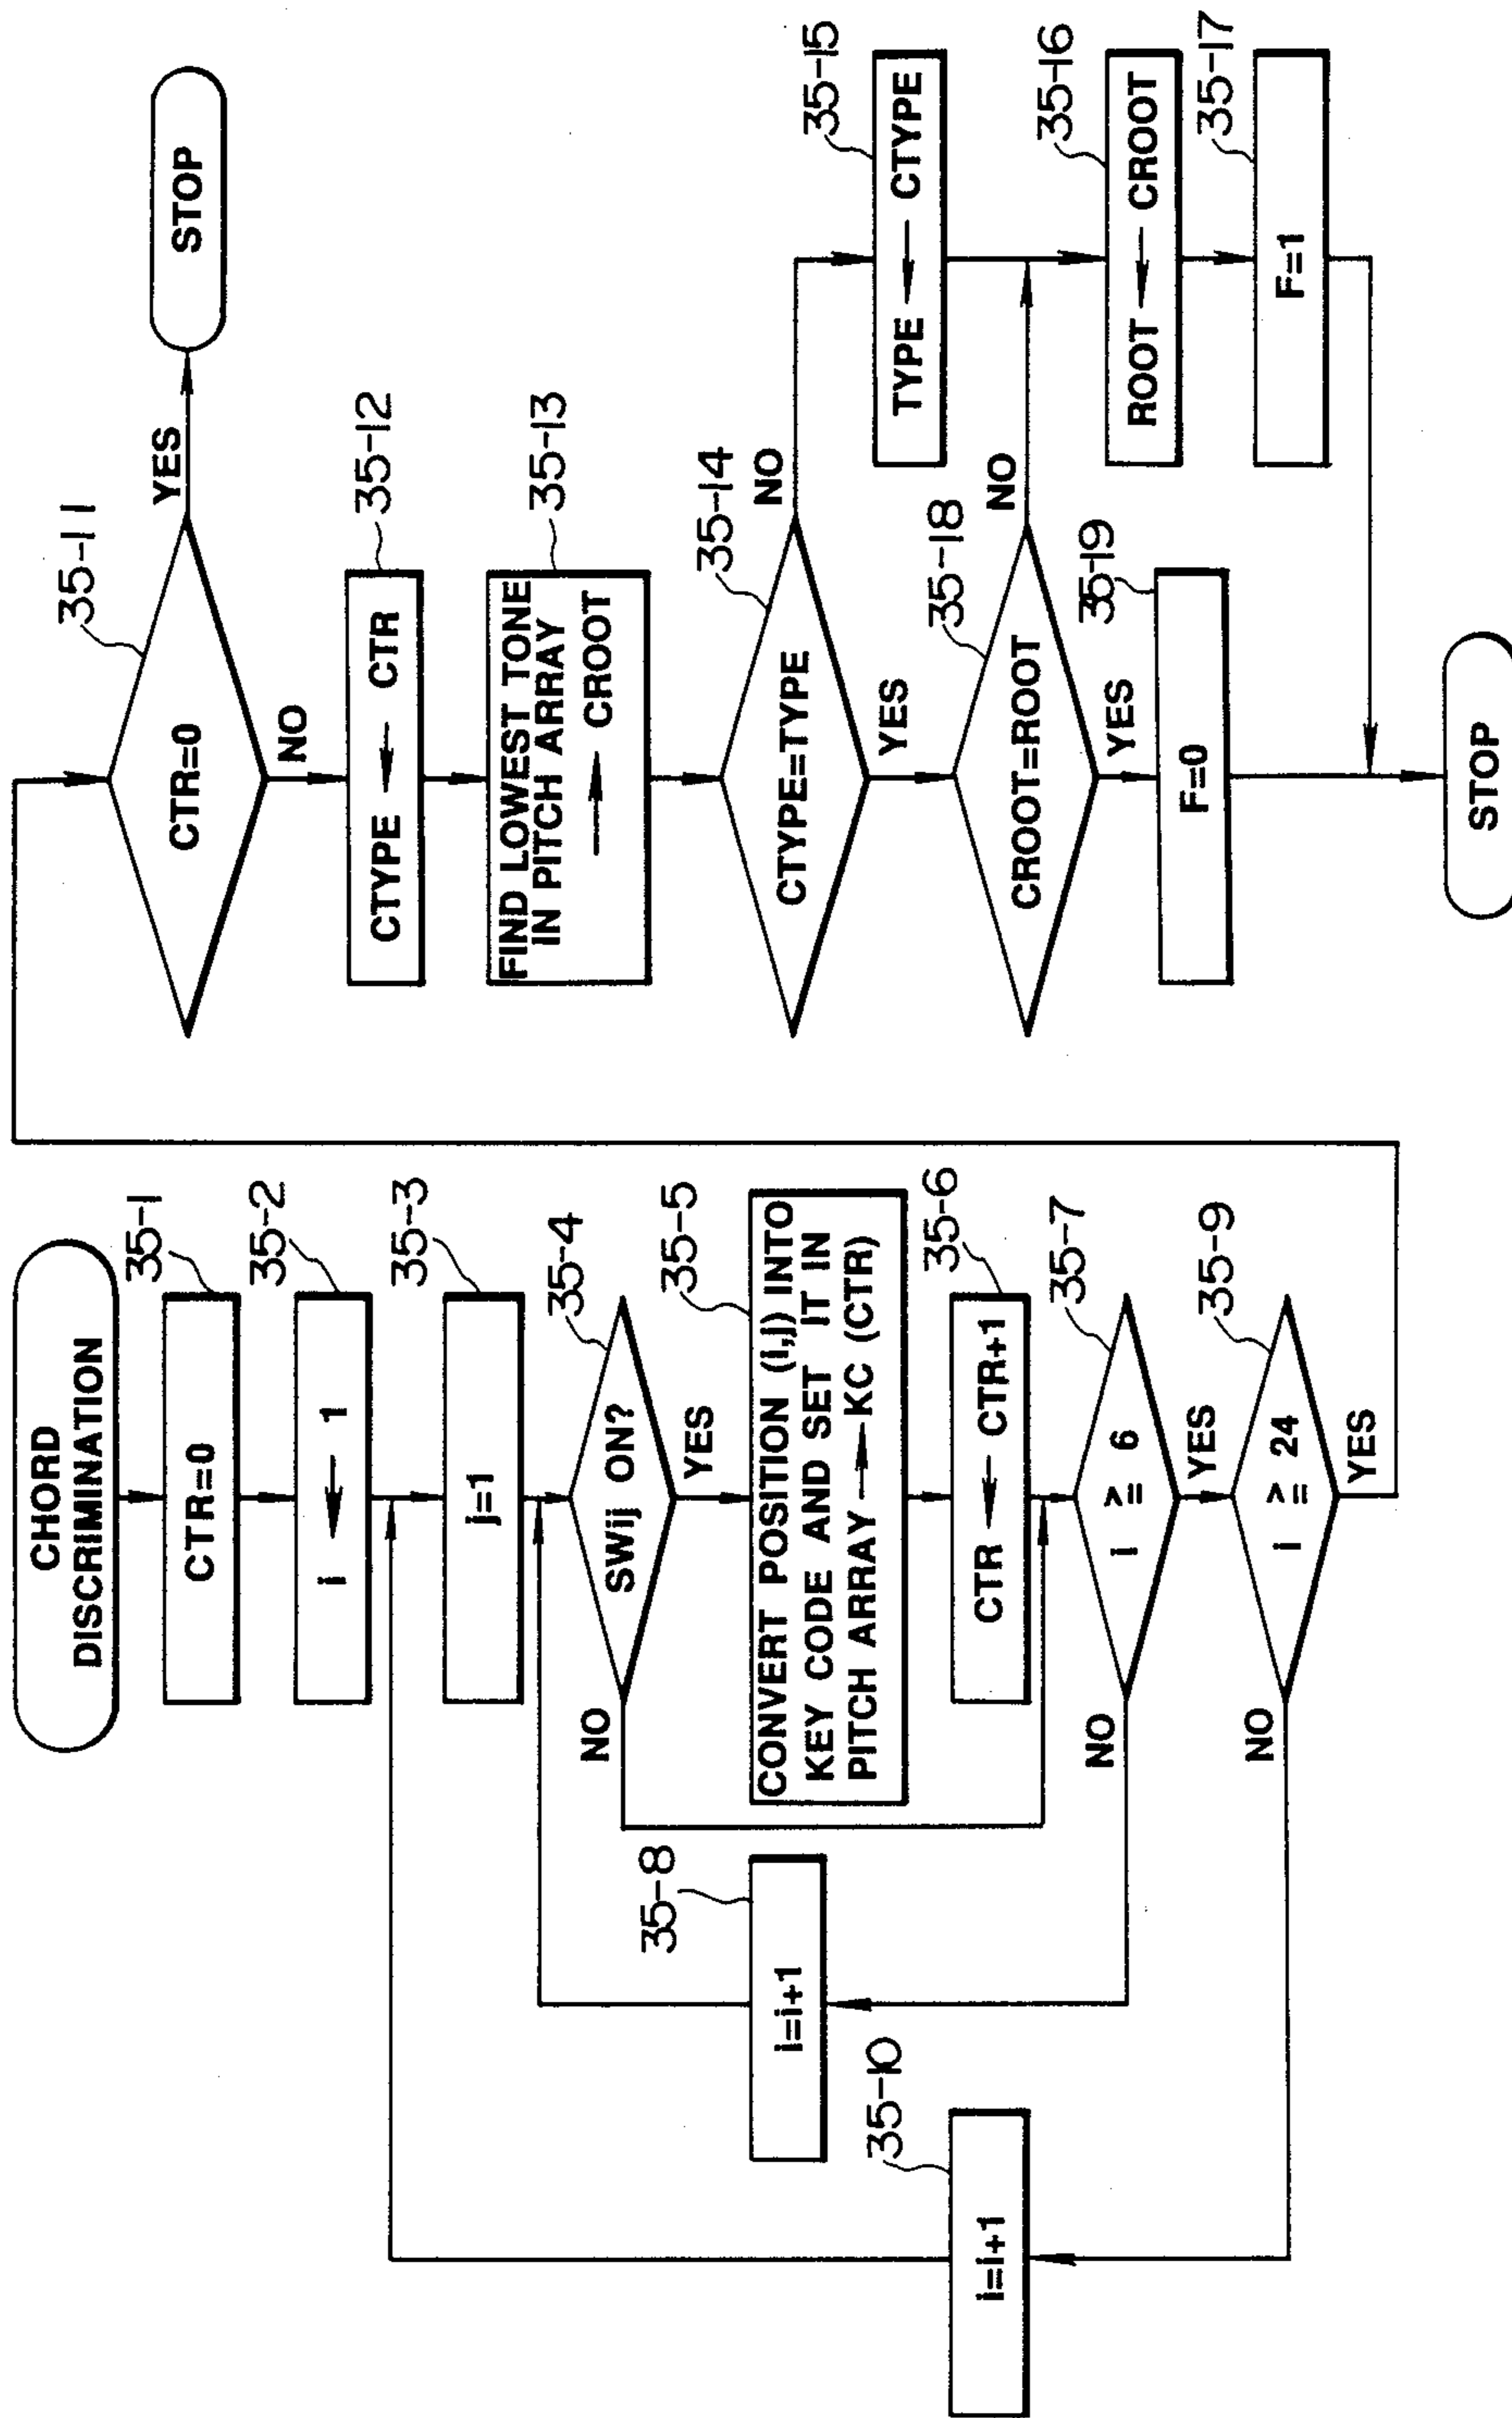 CHORD
DISCRIMINATION
CTR=0
35-1
i ← 1
35-2
j=1
35-3
SWij ON?
35-4
NO
YES
CONVERT POSITION (i,j) INTO
KEY CODE AND SET IT IN
PITCH ARRAY → KC (CTR)
35-5
CTR ← CTR+1
35-6
i >= 6
35-7
NO
YES
i=i+1
35-8
i >= 24
35-9
NO
YES
i=i+1
35-10
CTR=0
35-11
YES
STOP
NO
CTYPE ← CTR
35-12
FIND LOWEST TONE
IN PITCH ARRAY
→ CROOT
35-13
CTYPE=TYPE
35-14
NO
YES
TYPE ← CTYPE
35-15
CROOT=ROOT
35-18
NO
YES
ROOT ← CROOT
35-16
F=0
35-19
F=1
35-17
STOP